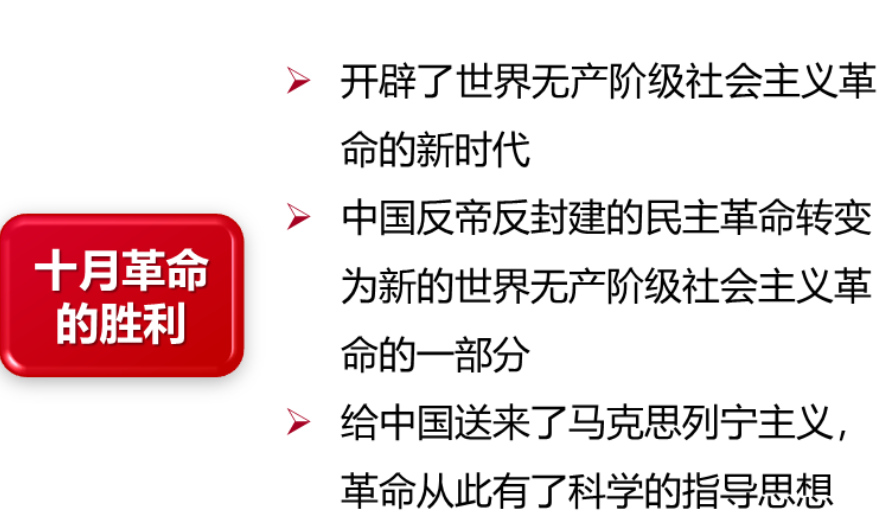 十月革命
的胜利
开辟了世界无产阶级社会主义革
命的新时代
中国反帝反封建的民主革命转变
为新的世界无产阶级社会主义革
命的一部分
给中国送来了马克思列宁主义，
革命从此有了科学的指导思想